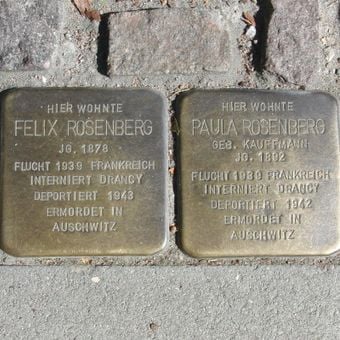 HIER WOHNTE
FELIX ROSENBERG
JG. 1878
FLUCHT 1939 FRANKREICH
INTERNIERT DRANCY
DEPORTIERT 1943
ERMORDET IN
AUSCHWITZ
HIER WOHNTE
PAULA ROSENBERG
GEB. KAUFMANN
JG. 1892
FLUCHT 1939 FRANKREICH
INTERNIERT DRANCY
DEPORTIERT 1942
ERMORDET IN
AUSCHWITZ